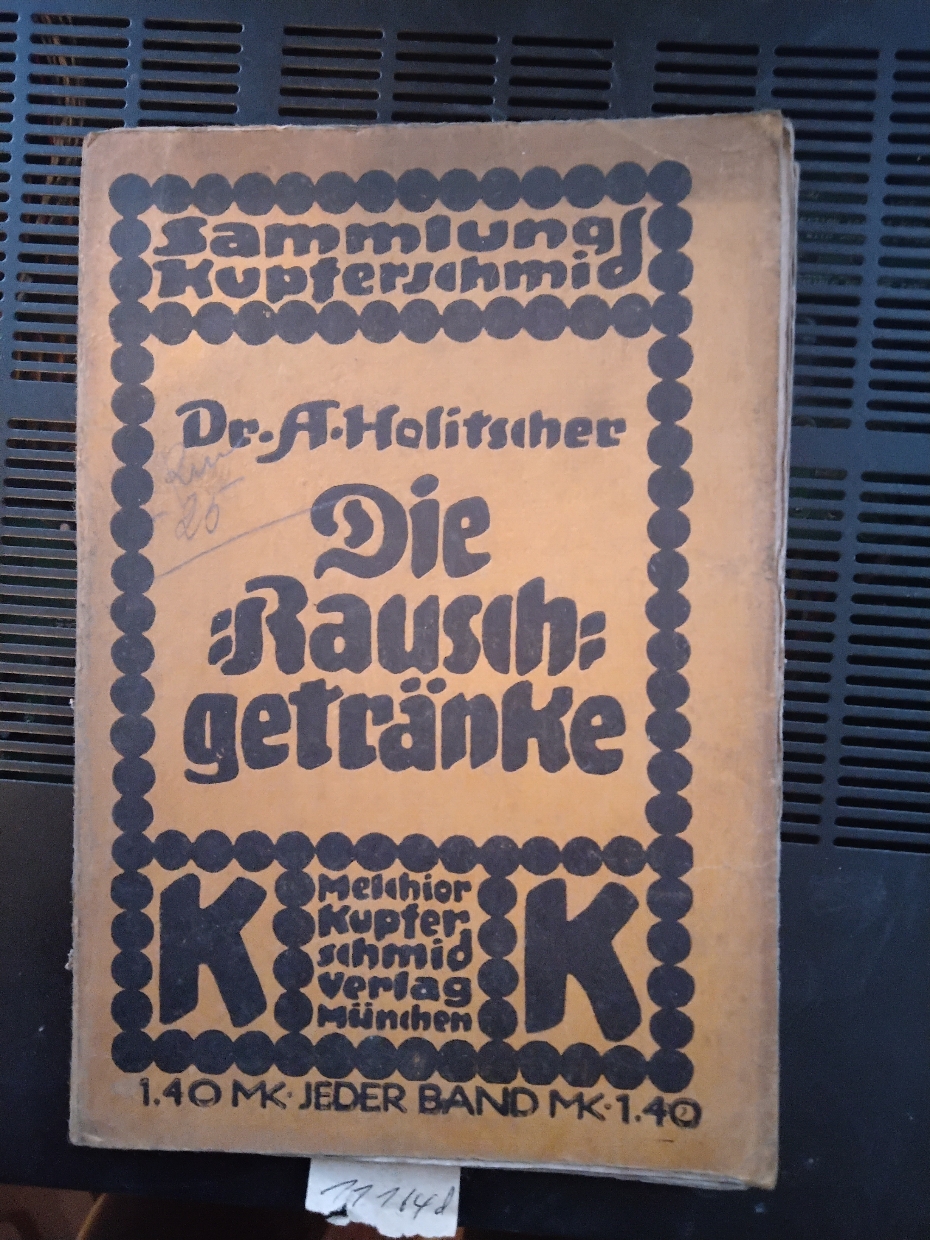 Sammlung
Kupferschmid
Dr. A. Holitscher
20
Die
Rausch=
getränke
K
Melchior
Kupfer
schmid
Verlag
München
K
1.40 MK. JEDER BAND MK. 1.40